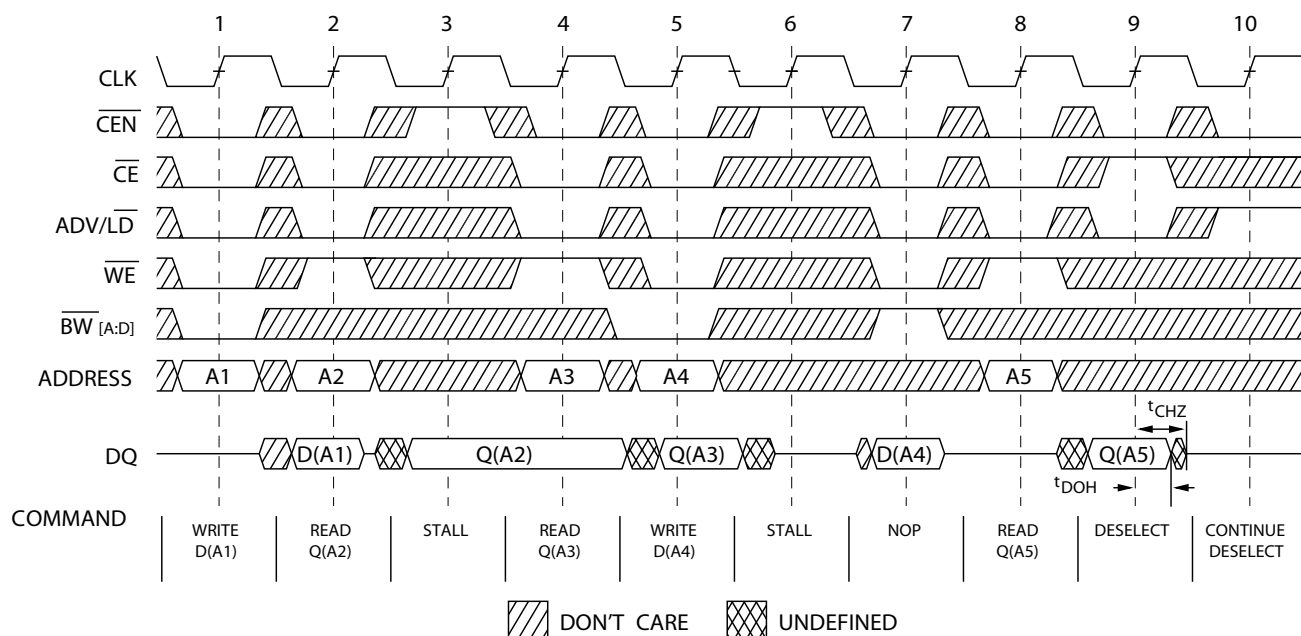 1 2 3 4 5 6 7 8 9 10
CLK
CEN
CE
ADV/LD
WE
BW [A:D]
ADDRESS A1 A2 A3 A4 A5
tCHZ
DQ D(A1) Q(A2) Q(A3) D(A4) Q(A5)
tDOH
COMMAND
WRITE READ STALL READ WRITE STALL NOP READ DESELECT CONTINUE
D(A1) Q(A2) Q(A3) D(A4) Q(A5) DESELECT
DON'T CARE UNDEFINED